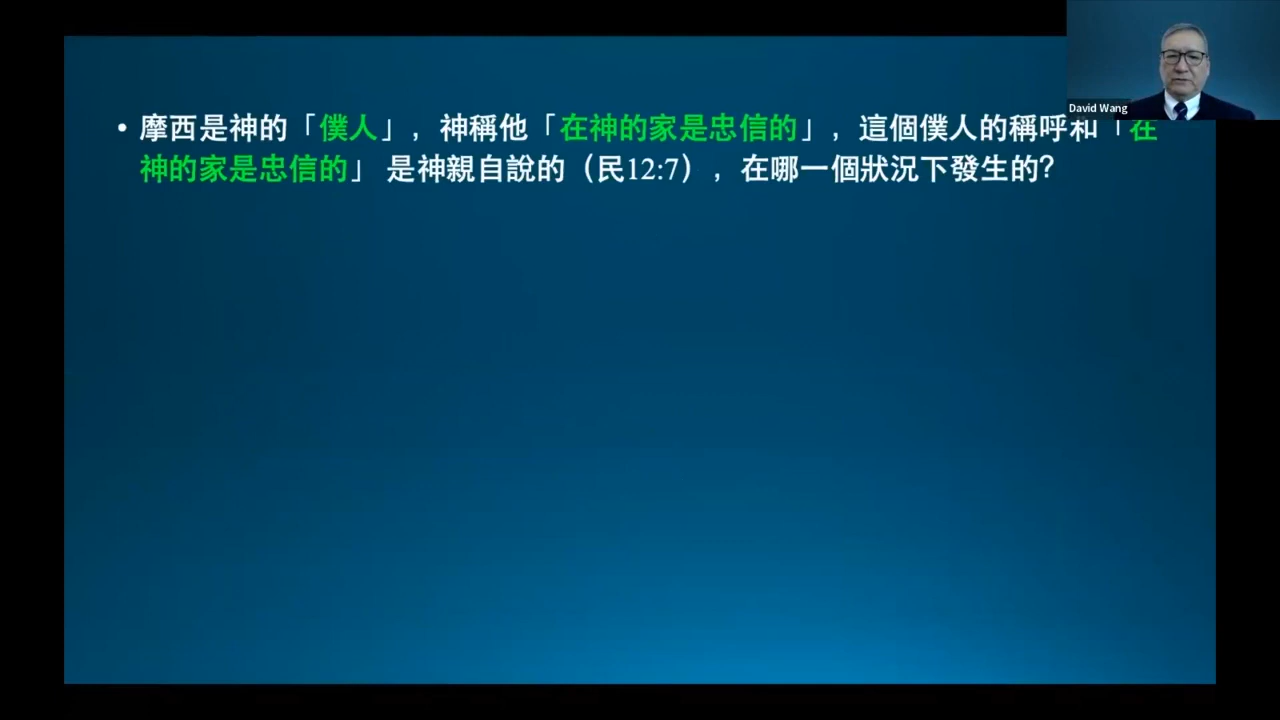 David Wang
• 摩西是神的「僕人」，神稱他「在神的家是忠信的」，這個僕人的稱呼和「在
神的家是忠信的」 是神親自說的（民12:7），在哪一個狀況下發生的？